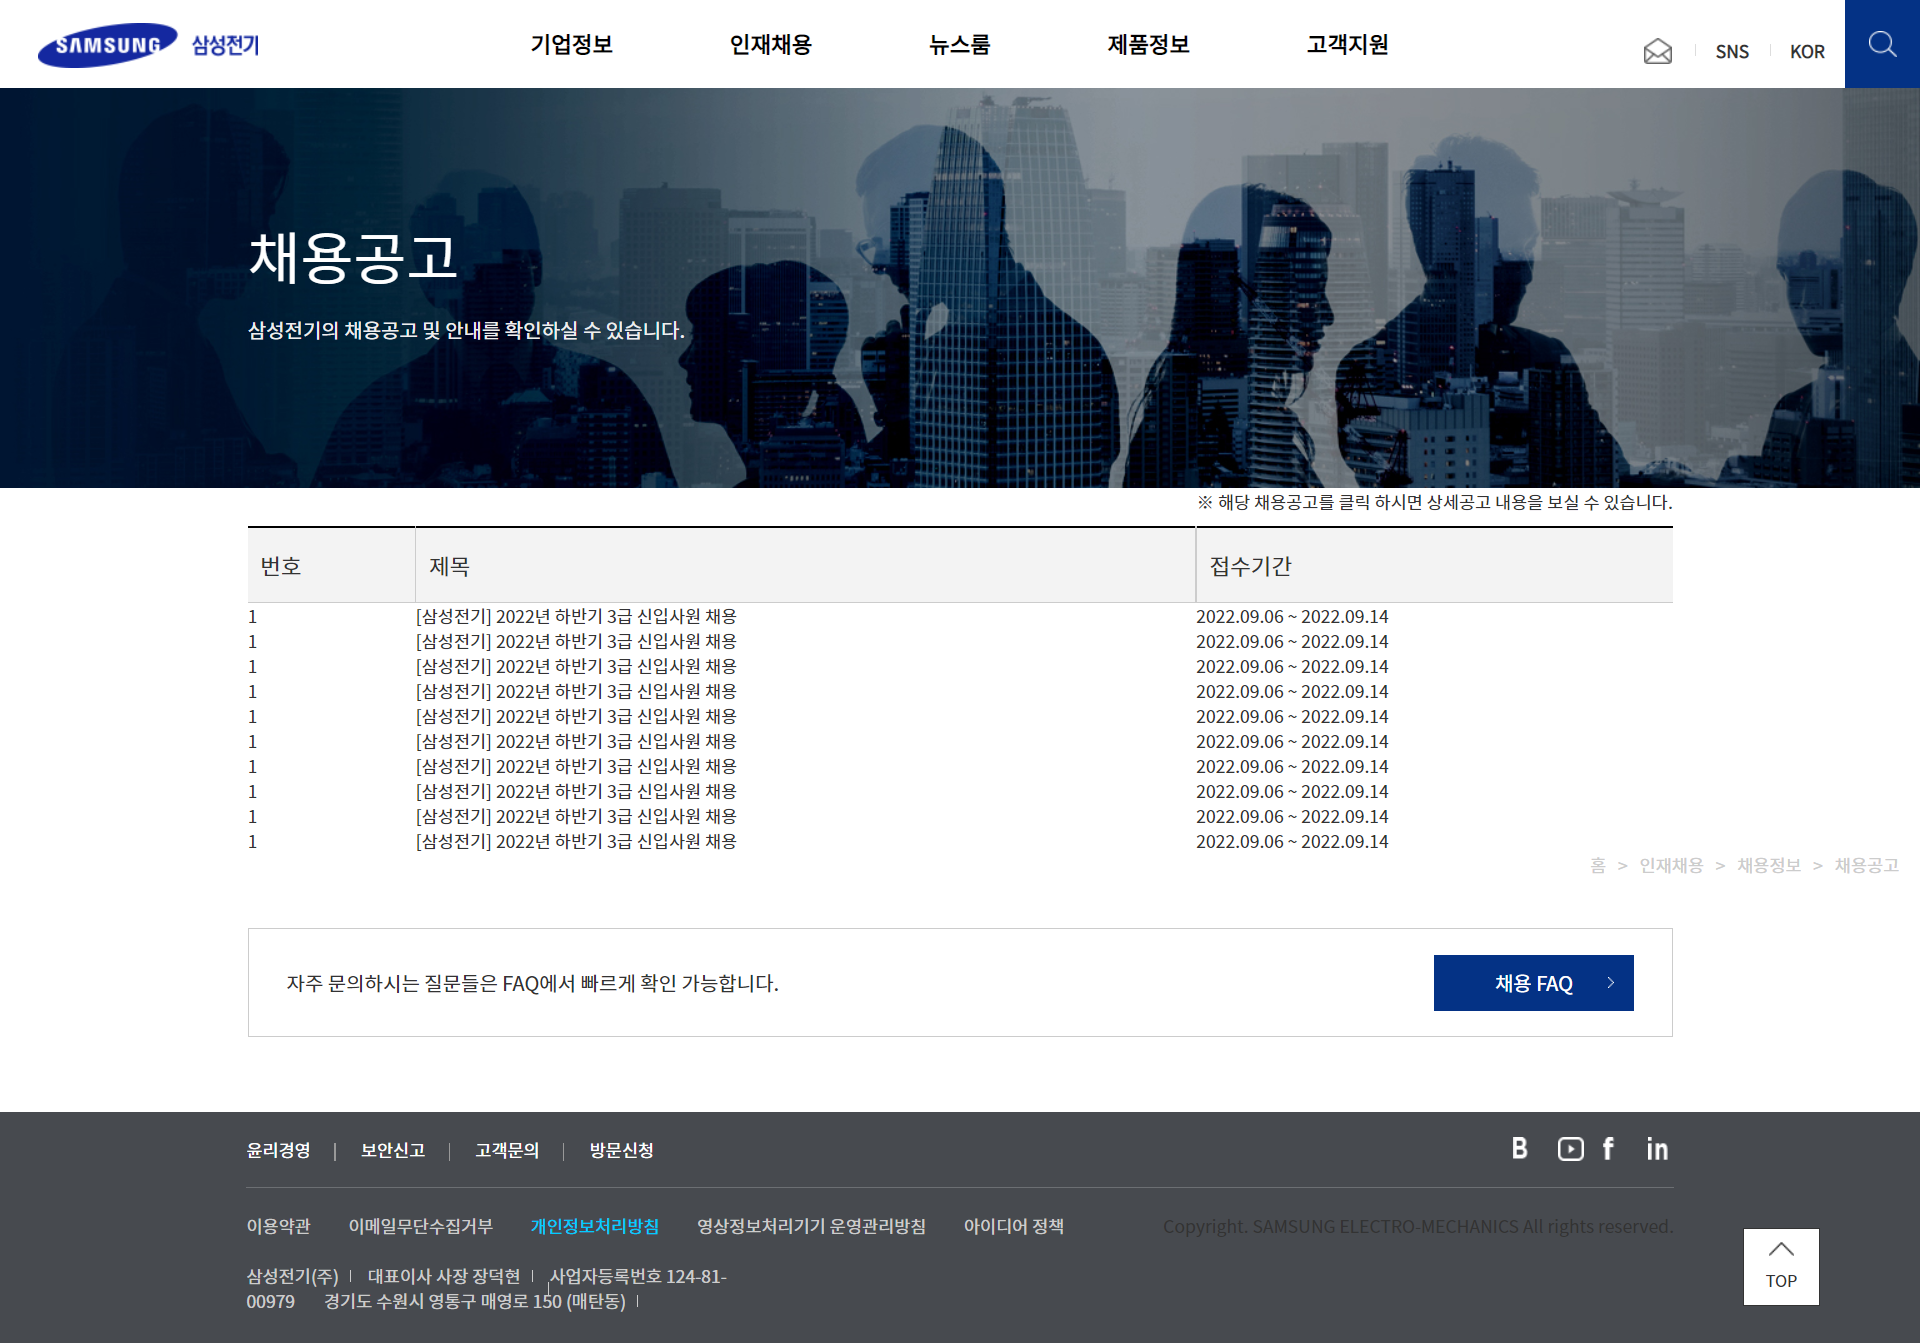 SAMSUNG 삼성전기
기업정보 인재채용 뉴스룸 제품정보 고객지원
SNS KOR
채용공고
삼성전기의 채용공고 및 안내를 확인하실 수 있습니다.
※ 해당 채용공고를 클릭 하시면 상세공고 내용을 보실 수 있습니다.
번호 제목 접수기간
1 [삼성전기] 2022년 하반기 3급 신입사원 채용 2022.09.06 ~ 2022.09.14
1 [삼성전기] 2022년 하반기 3급 신입사원 채용 2022.09.06 ~ 2022.09.14
1 [삼성전기] 2022년 하반기 3급 신입사원 채용 2022.09.06 ~ 2022.09.14
1 [삼성전기] 2022년 하반기 3급 신입사원 채용 2022.09.06 ~ 2022.09.14
1 [삼성전기] 2022년 하반기 3급 신입사원 채용 2022.09.06 ~ 2022.09.14
1 [삼성전기] 2022년 하반기 3급 신입사원 채용 2022.09.06 ~ 2022.09.14
1 [삼성전기] 2022년 하반기 3급 신입사원 채용 2022.09.06 ~ 2022.09.14
1 [삼성전기] 2022년 하반기 3급 신입사원 채용 2022.09.06 ~ 2022.09.14
1 [삼성전기] 2022년 하반기 3급 신입사원 채용 2022.09.06 ~ 2022.09.14
1 [삼성전기] 2022년 하반기 3급 신입사원 채용 2022.09.06 ~ 2022.09.14
홈 > 인재채용 > 채용정보 > 채용공고
자주 문의하시는 질문들은 FAQ에서 빠르게 확인 가능합니다.
채용 FAQ
윤리경영 | 보안신고 | 고객문의 | 방문신청
B f in
이용약관 이메일무단수집거부 개인정보처리방침 영상정보처리기기 운영관리방침 아이디어 정책
Copyright. SAMSUNG ELECTRO-MECHANICS All rights reserved.
삼성전기(주) | 대표이사 사장 장덕현 | 사업자등록번호 124-81-
00979 | 경기도 수원시 영통구 매영로 150 (매탄동) |
TOP